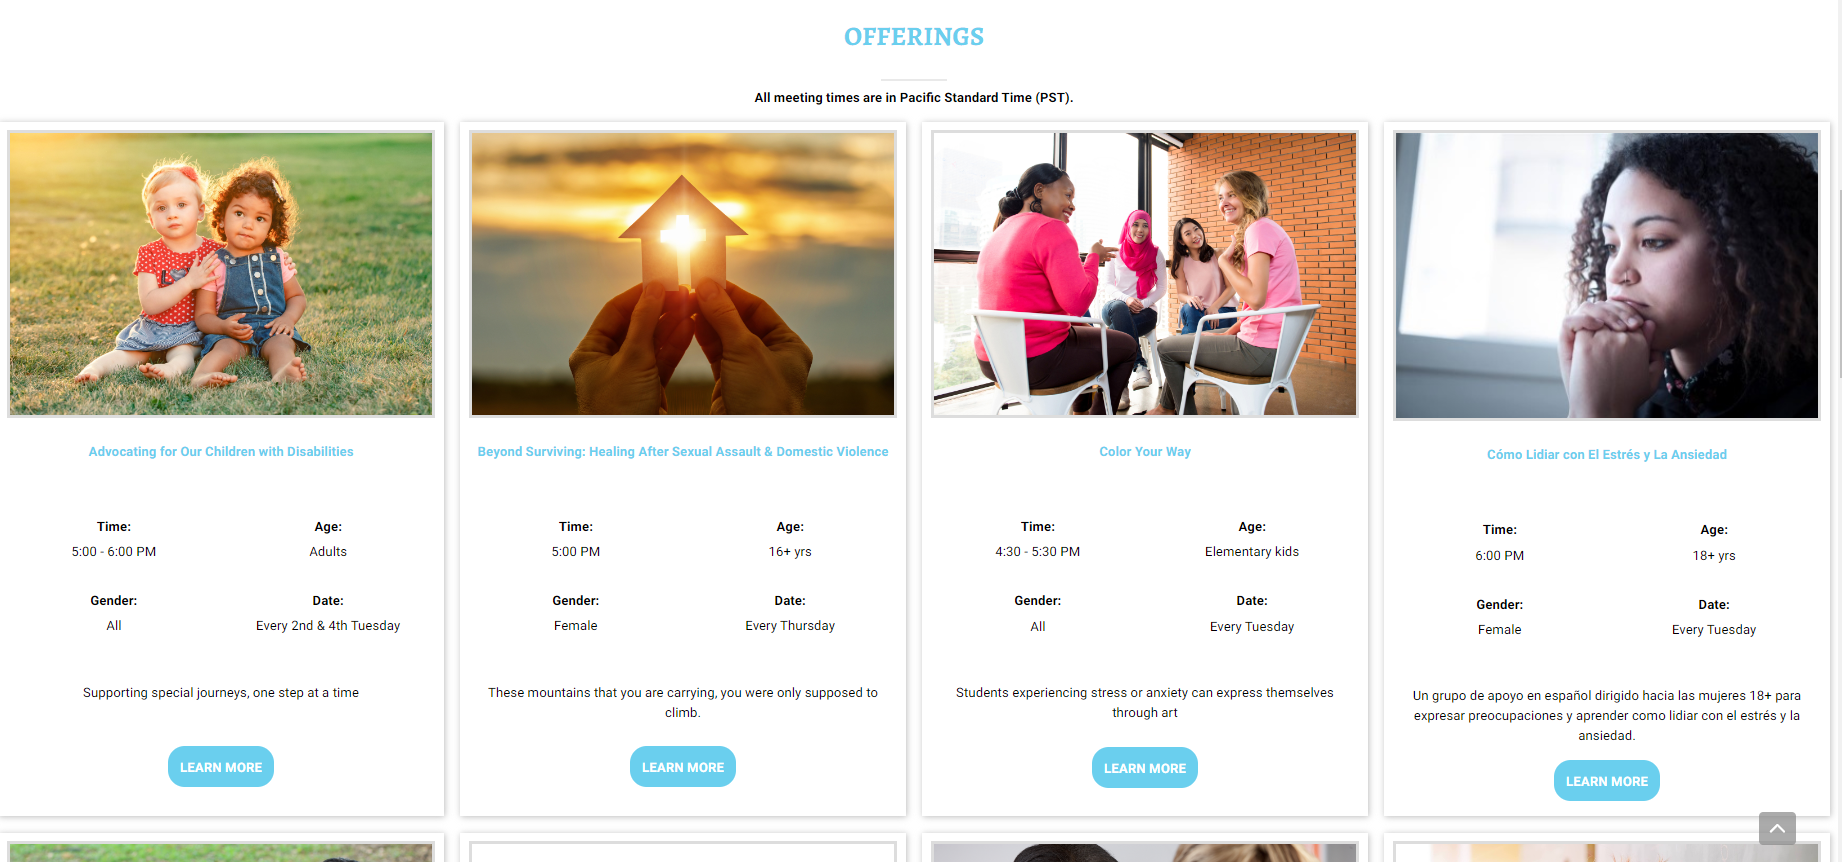 OFFERINGS
All meeting times are in Pacific Standard Time (PST).
Advocating for Our Children with Disabilities
Time:
Age:
5:00 - 6:00 PM
Adults
Gender:
Date:
All
Every 2nd & 4th Tuesday
Supporting special journeys, one step at a time
LEARN MORE
Beyond Surviving: Healing After Sexual Assault & Domestic Violence
Time:
Age:
5:00 PM
16+ yrs
Gender:
Date:
Female
Every Thursday
These mountains that you are carrying, you were only supposed to
climb.
LEARN MORE
Color Your Way
Time:
Age:
4:30 - 5:30 PM
Elementary kids
Gender:
Date:
All
Every Tuesday
Students experiencing stress or anxiety can express themselves
through art
LEARN MORE
Cómo Lidiar con El Estrés y La Ansiedad
Time:
Age:
6:00 PM
18+ yrs
Gender:
Date:
Female
Every Tuesday
Un grupo de apoyo en español dirigido hacia las mujeres 18+ para
expresar preocupaciones y aprender como lidiar con el estrés y la
ansiedad.
LEARN MORE